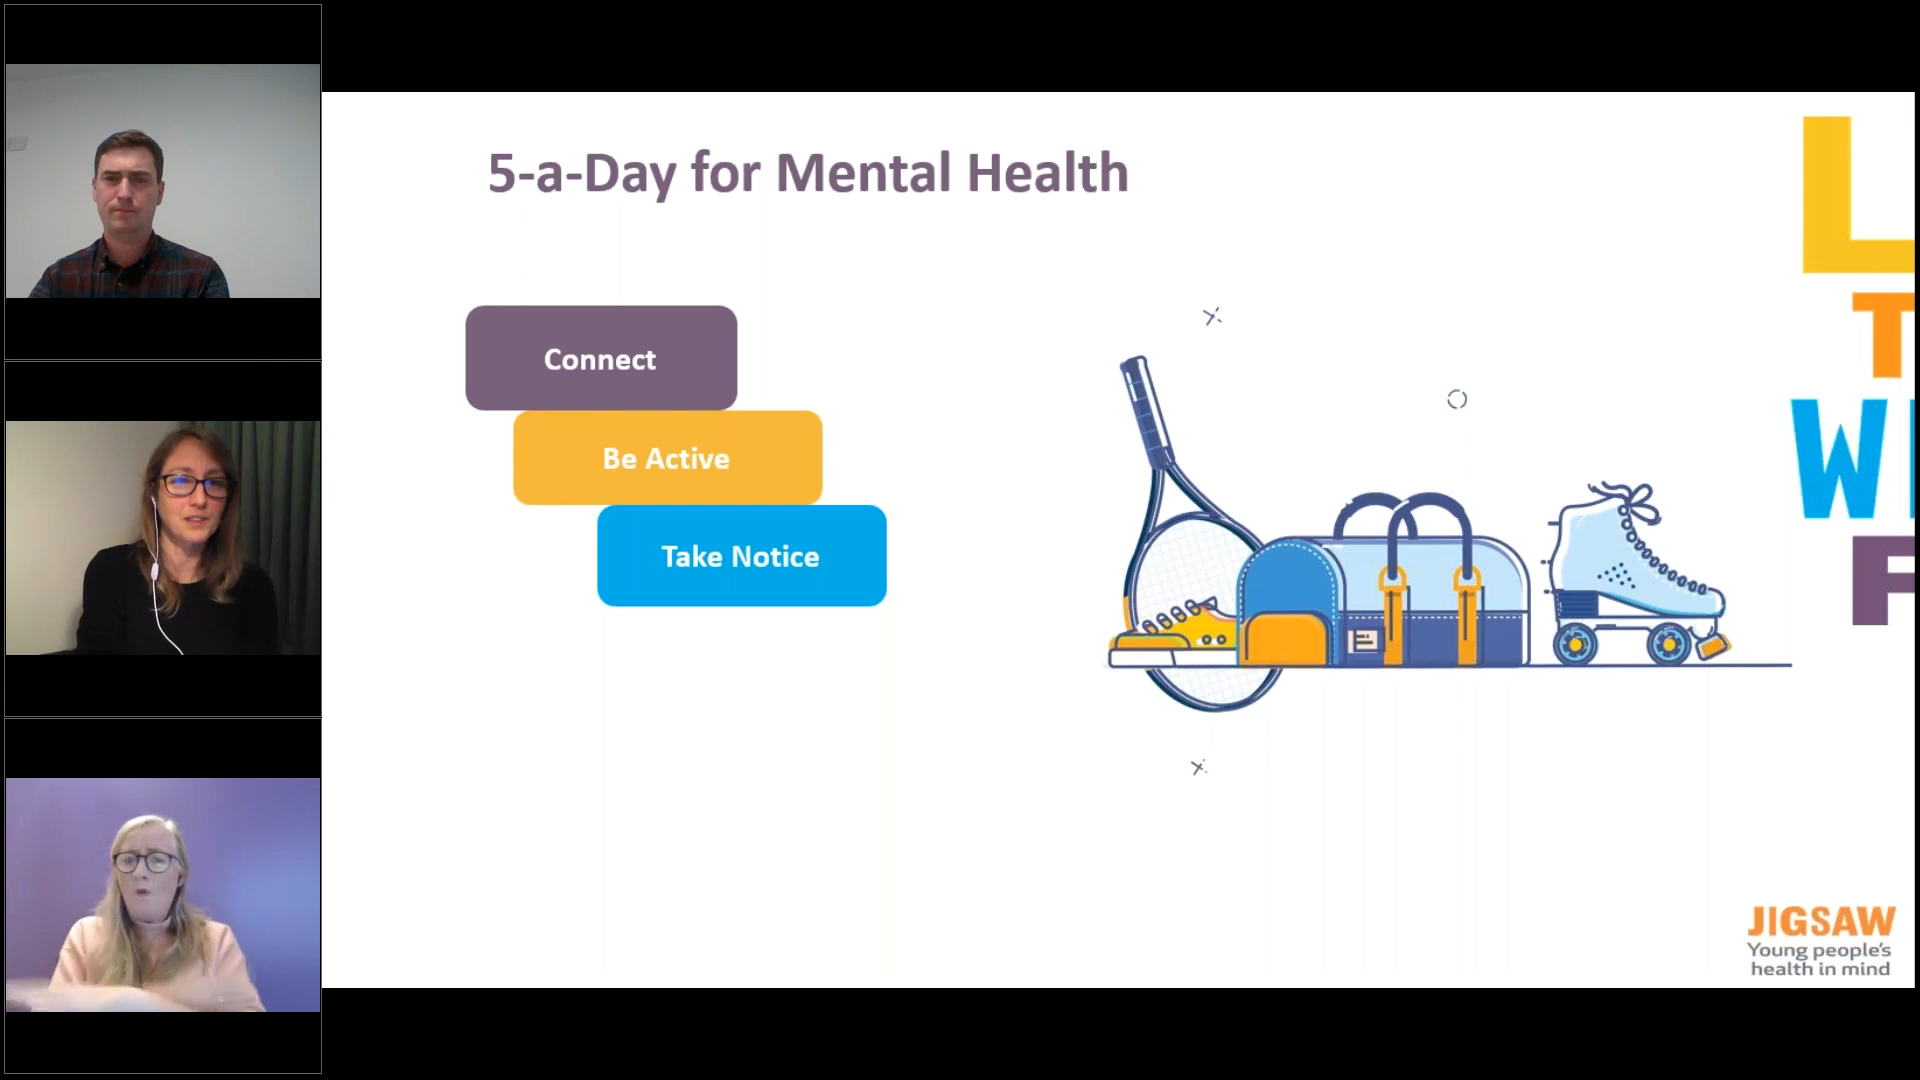 5-a-Day for Mental Health
Connect
Be Active
Take Notice
L
T
W
F
JIGSAW
Young people's
health in mind